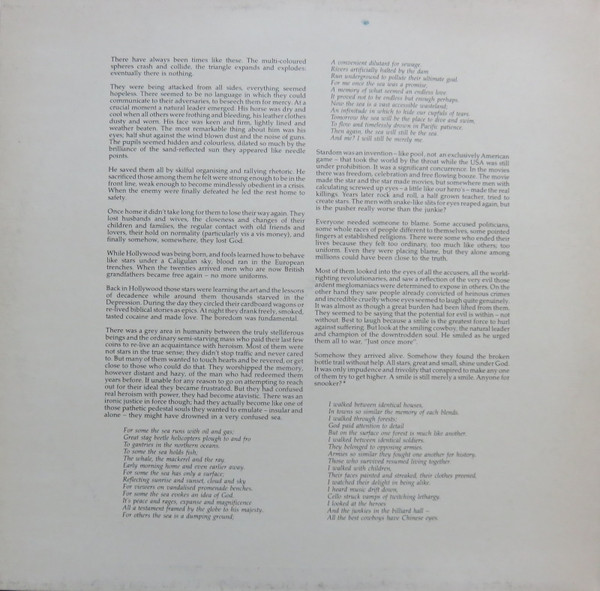 There have always been times like these. The multi-coloured
spheres crash and collide, the triangle expands and explodes:
eventually there is nothing.
They were being attacked from all sides, everything seemed
hopeless. There seemed to be no language in which they could
communicate to their adversaries, to beseech them for mercy. At a
crucial moment a natural leader emerged. His horse was dry and
cool when all others were frothing and bleeding, his leather clothes
dusty and worn. His face was keen and firm, lightly lined and
weather beaten. The most remarkable thing about him was his
eyes; half shut against the wind blown dust and the noise of guns.
The pupils seemed hidden and colourless, dilated so much by the
brilliance of the sand-reflected sun they appeared like needle
points.
He saved them all by skilful organising and rallying rhetoric. He
sacrificed those among them he felt were strong enough to be in the
front line, weak enough to become mindlessly obedient in a crisis.
When the enemy were finally defeated he led the rest home to
safety.
Once home it didn't take long for them to lose their way again. They
lost husbands and wives, the closeness and changes of their
children and families, the regular contact with old friends and
lovers, their hold on normality (particularly vis a vis money), and
finally somehow, somewhere, they lost God.
While Hollywood was being born, and fools learned how to behave
like stars under a Caligulan sky, blood ran in the European
trenches. When the twenties arrived men who are now British
grandfathers became free again – no more uniforms.
Back in Hollywood those stars were learning the art and the lessons
of decadence while around them thousands starved in the
Depression. During the day they circled their cardboard wagons or
re-lived biblical stories as epics. At night they drank freely, smoked,
tasted cocaine and made love. The boredom was fundamental.
There was a grey area in humanity between the truly stelliferous
beings and the ordinary semi-starving mass who paid their last few
coins to re-live an acquaintance with heroism. Most of them were
not stars in the true sense; they didn't stop traffic and never cared
to. But many of them wanted to touch hearts and be revered, or get
close to those who could do that. They worshipped the memory,
however distant and hazy, of the man who had redeemed them
years before. If unable for any reason to go on attempting to reach
out for their ideal they became frustrated. But they had confused
real heroism with power, they had become atavistic. There was an
ironic justice in force though; had they actually become like one of
those pathetic pedestal souls they wanted to emulate – insular and
alone – they might have drowned in a very confused sea.
For some the sea runs with oil and gas;
Great stag beetle helicopters plough to and fro
To gantries in the northern oceans.
To some the sea holds fish;
The whale, the mackerel and the ray.
Early morning home and even earlier away.
For some the sea has only a surface;
Reflecting sunrise and sunset, cloud and sky.
For viewers on vandalised promenade benches.
For some the sea evokes an idea of God.
It's peace and rages; expanse and magnificence
All a testament framed by the globe to his majesty.
For others the sea is a dumping ground;
A convenient dilutant for sewage.
Rivers artificially halted by the dam
Run underground to pollute their ultimate goal.
For me once the sea was a promise;
A memory of what seemed an endless love.
It proved not to be endless but enough perhaps.
Now the sea is a vast accessible wasteland;
An infinitude in which to hide our cupfuls of tears.
Tomorrow the sea will be the place to dive and swim,
To flow and timelessly drown in Pacific patience.
Then again, the sea will still be the sea.
And me? I will still be merely me.
Stardom was an invention – like pool, not an exclusively American
game – that took the world by the throat while the USA was still
under prohibition. It was a significant concurrence. In the movies
there was freedom, celebration and free flowing booze. The movie
made the star and the star made movies, but somewhere men with
calculating screwed up eyes – a little like our hero's – made the real
killings. Years later rock and roll, a half grown teacher, tried to
create stars. The men with snake-like slits for eyes reaped again, but
is the pusher really worse than the junkie?
Everyone needed someone to blame. Some accused politicians,
some whole races of people different to themselves, some pointed
fingers at established religions. There were some who ended their
lives because they felt too ordinary, too much like others; too
uniform. Even they were placing blame, but they alone among
millions could have been close to the truth.
Most of them looked into the eyes of all the accusers, all the world-
righting revolutionaries, and saw a reflection of the very evil those
ardent meglomaniacs were determined to expose in others. On the
other hand they saw people already convicted of heinous crimes
and incredible cruelty whose eyes seemed to laugh quite genuinely.
It was almost as though a great burden had been lifted from them.
They seemed to be saying that the potential for evil is within – not
without. Best to laugh because a smile is the greatest force to hurl
against suffering. But look at the smiling cowboy, the natural leader
and champion of the downtrodden soul. He smiled as he urged
them all to war. "Just once more".
Somehow they arrived alive. Somehow they found the broken
bottle trail without help. All stars, great and small, shine under God.
It was only impudence and frivolity that conspired to make any one
of them try to get higher. A smile is still merely a smile. Anyone for
snooker?*
I walked between identical houses,
In towns so similar the memory of each blends.
I walked through forests;
God paid attention to detail
But on the surface one forest is much like another.
I walked between identical soldiers.
They belonged to opposing armies,
Armies so similar they fought one another for history.
Those who survived resumed living together.
I walked with children,
Their faces painted and streaked, their clothes preened,
I watched their delight in being alike.
I heard music drift down,
Cello struck ramps of twitching lethargy.
I looked at the heroes
And the junkies in the billiard hall –
All the best cowboys have Chinese eyes.